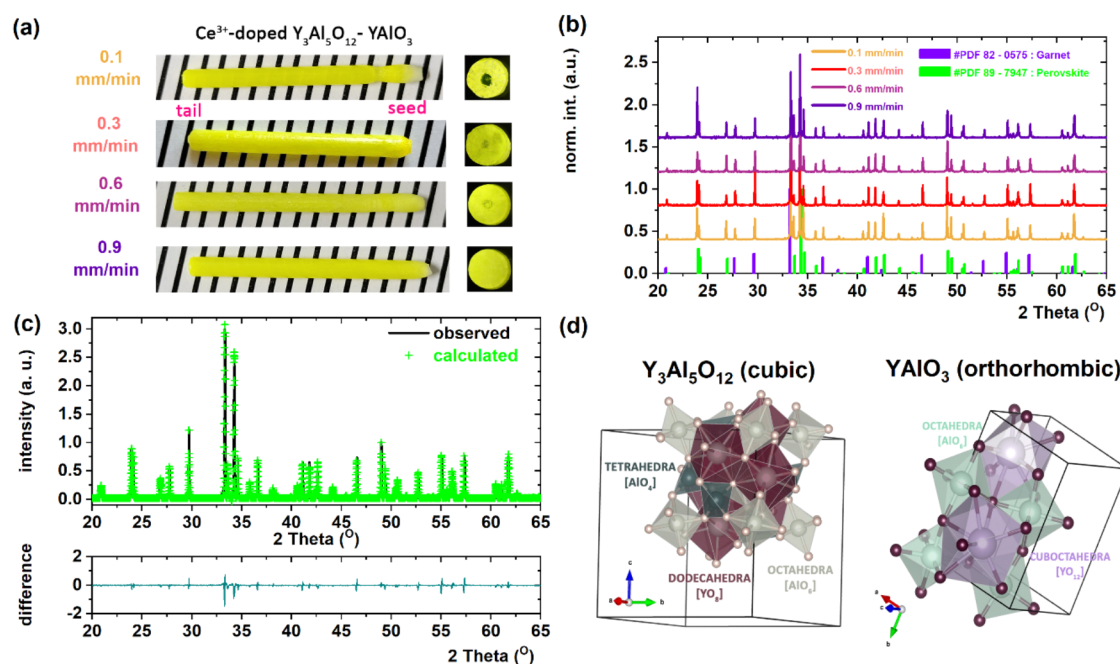 (a)
Ce³⁺-doped Y₃Al₅O₁₂- YAlO₃
0.1
mm/min
tail
seed
0.3
mm/min
0.6
mm/min
0.9
mm/min
(b)
norm. int. (a.u.)
2.5
2.0
1.5
1.0
0.5
0.0
0.1 mm/min
0.3 mm/min
0.6 mm/min
0.9 mm/min
#PDF 82 - 0575 : Garnet
#PDF 89 - 7947 : Perovskite
20 25 30 35 40 45 50 55 60 65
2 Theta (⁰)
(c)
intensity (a. u.)
3.0
2.5
2.0
1.5
1.0
0.5
0.0
observed
calculated
20 25 30 35 40 45 50 55 60 65
2 Theta (⁰)
difference
2
0
-2
20 25 30 35 40 45 50 55 60 65
2 Theta (⁰)
(d)
Y₃Al₅O₁₂ (cubic)
TETRAHEDRA
[AlO₄]
DODECAHEDRA
[YO₈]
OCTAHEDRA
[AlO₆]
a
b
c
YAlO₃ (orthorhombic)
OCTAHEDRA
[AlO₆]
CUBOCTAHEDRA
[YO₁₂]
a
c
b